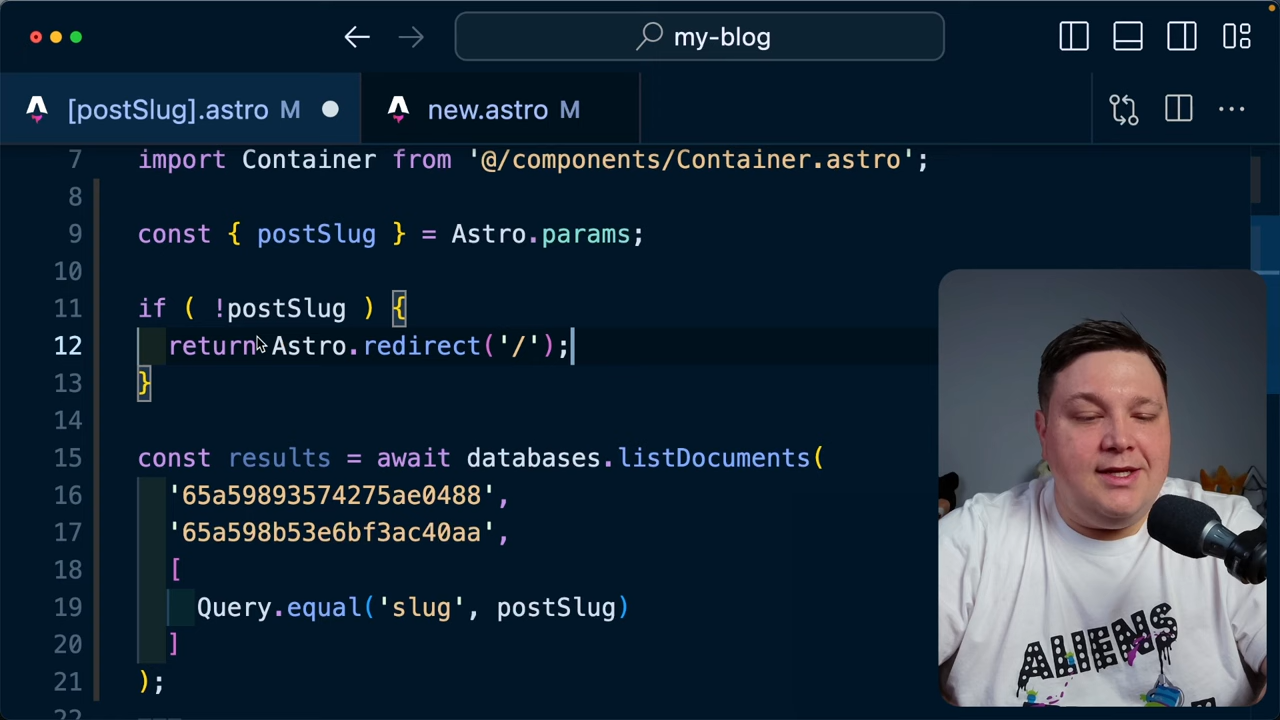 my-blog
[postSlug].astro M
new.astro M
7 import Container from '@/components/Container.astro';
8
9 const { postSlug } = Astro.params;
10
11 if ( !postSlug ) {
12 return Astro.redirect('/');
13 }
14
15 const results = await databases.listDocuments(
16 '65a59893574275ae0488',
17 '65a598b53e6bf3ac40aa',
18 [
19 Query.equal('slug', postSlug)
20 ]
21 );
22
ALIENS